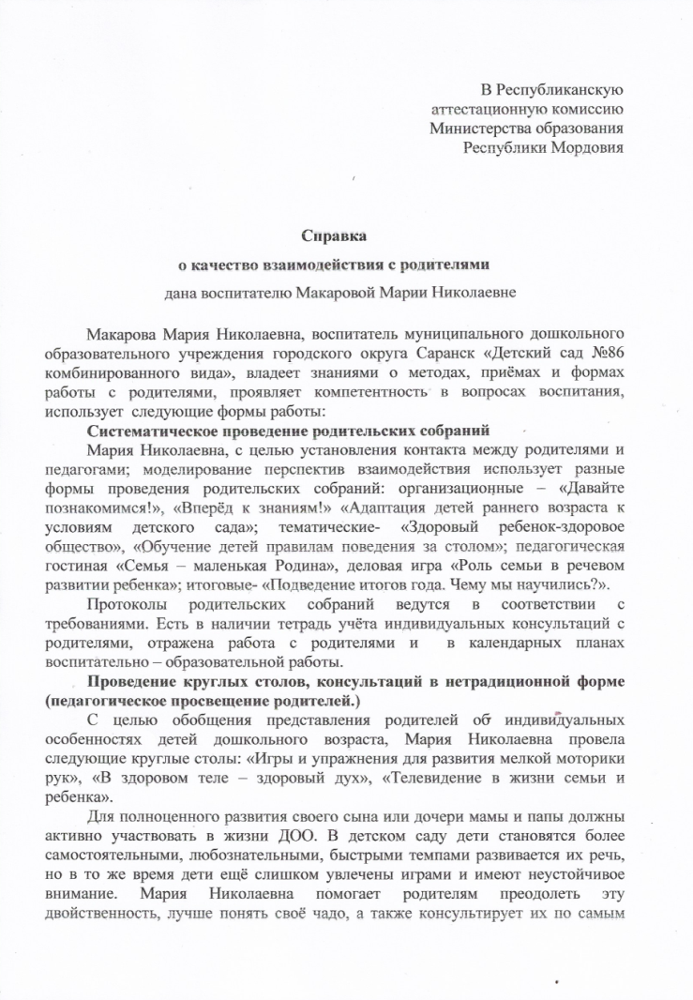 В Республиканскую
аттестационную комиссию
Министерства образования
Республики Мордовия
Справка
о качество взаимодействия с родителями
дана воспитателю Макаровой Марии Николаевне
Макарова Мария Николаевна, воспитатель муниципального дошкольного
образовательного учреждения городского округа Саранск «Детский сад №86
комбинированного вида», владеет знаниями о методах, приёмах и формах
работы с родителями, проявляет компетентность в вопросах воспитания,
использует следующие формы работы:
Систематическое проведение родительских собраний
Мария Николаевна, с целью установления контакта между родителями и
педагогами; моделирование перспектив взаимодействия использует разные
формы проведения родительских собраний: организационные – «Давайте
познакомимся!», «Вперёд к знаниям!» «Адаптация детей раннего возраста к
условиям детского сада»; тематические- «Здоровый ребенок-здоровое
общество», «Обучение детей правилам поведения за столом»; педагогическая
гостиная «Семья – маленькая Родина», деловая игра «Роль семьи в речевом
развитии ребенка»; итоговые- «Подведение итогов года. Чему мы научились?».
Протоколы родительских собраний ведутся в соответствии с
требованиями. Есть в наличии тетрадь учёта индивидуальных консультаций с
родителями, отражена работа с родителями и в календарных планах
воспитательно – образовательной работы.
Проведение круглых столов, консультаций в нетрадиционной форме
(педагогическое просвещение родителей.)
С целью обобщения представления родителей об индивидуальных
особенностях детей дошкольного возраста, Мария Николаевна провела
следующие круглые столы: «Игры и упражнения для развития мелкой моторики
рук», «В здоровом теле – здоровый дух», «Телевидение в жизни семьи и
ребенка».
Для полноценного развития своего сына или дочери мамы и папы должны
активно участвовать в жизни ДОО. В детском саду дети становятся более
самостоятельными, любознательными, быстрыми темпами развивается их речь,
но в то же время дети ещё слишком увлечены играми и имеют неустойчивое
внимание. Мария Николаевна помогает родителям преодолеть эту
двойственность, лучше понять своё чадо, а также консультирует их по самым